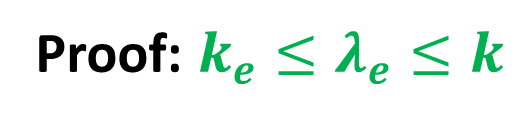 Proof: kₑ ≤ λₑ ≤ k